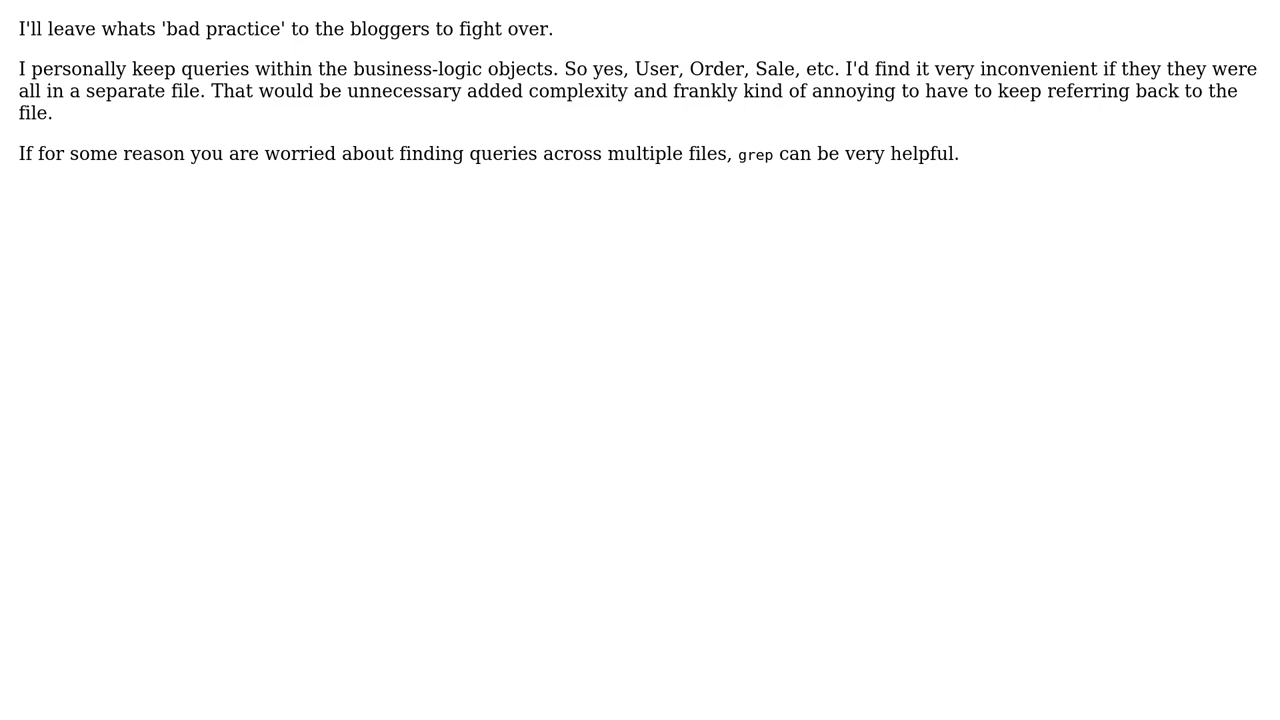 I'll leave whats 'bad practice' to the bloggers to fight over.
I personally keep queries within the business-logic objects. So yes, User, Order, Sale, etc. I'd find it very inconvenient if they they were
all in a separate file. That would be unnecessary added complexity and frankly kind of annoying to have to keep referring back to the
file.
If for some reason you are worried about finding queries across multiple files, grep can be very helpful.